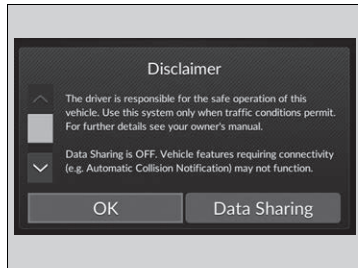 Disclaimer
The driver is responsible for the safe operation of this
vehicle. Use this system only when traffic conditions permit.
For further details see your owner's manual.
Data Sharing is OFF. Vehicle features requiring connectivity
(e.g. Automatic Collision Notification) may not function.
OK
Data Sharing